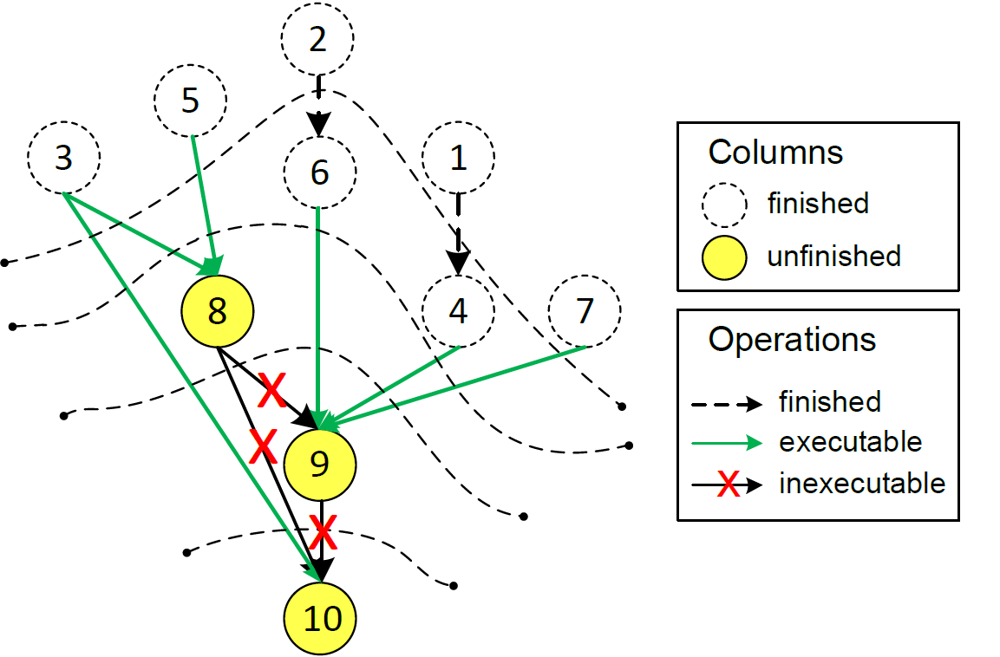 2
5
3
6
1
8
4
7
X
X
9
X
10
Columns
finished
unfinished
Operations
finished
executable
X inexecutable